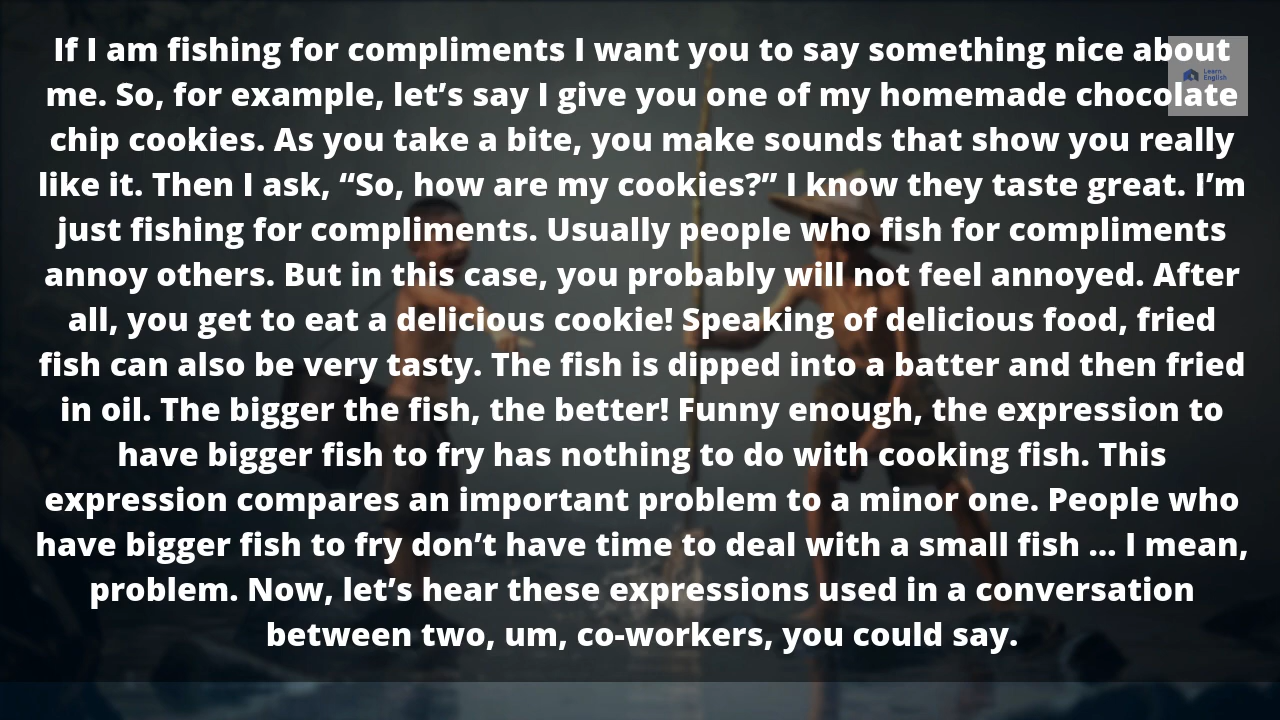 If I am fishing for compliments I want you to say something nice about
me. So, for example, let’s say I give you one of my homemade chocolate
chip cookies. As you take a bite, you make sounds that show you really
like it. Then I ask, “So, how are my cookies?” I know they taste great. I’m
just fishing for compliments. Usually people who fish for compliments
annoy others. But in this case, you probably will not feel annoyed. After
all, you get to eat a delicious cookie! Speaking of delicious food, fried
fish can also be very tasty. The fish is dipped into a batter and then fried
in oil. The bigger the fish, the better! Funny enough, the expression to
have bigger fish to fry has nothing to do with cooking fish. This
expression compares an important problem to a minor one. People who
have bigger fish to fry don’t have time to deal with a small fish ... I mean,
problem. Now, let’s hear these expressions used in a conversation
between two, um, co-workers, you could say.
Learn
English